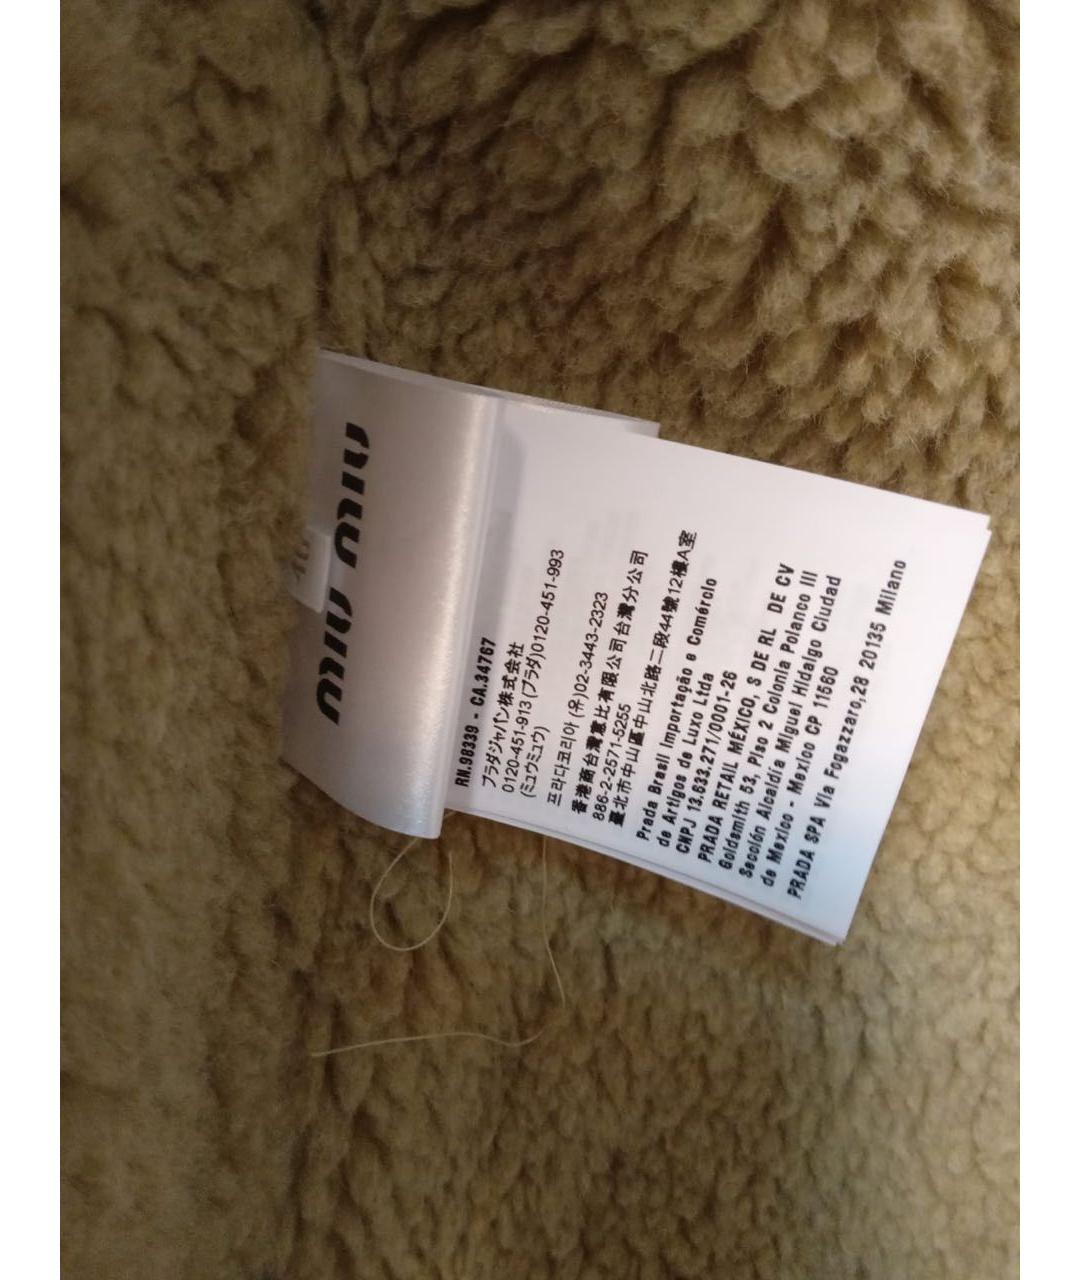 miu miu
40
RN.98339 - CA.34767
プラダジャパン株式会社
0120-451-913 (プラダ)0120-451-993
(ミュウミュウ)
프라다코리아 (유)02-3443-2323
香港商台灣惠比有限公司台灣分公司
886-2-2571-5255
臺北市中山區中山北路二段44號12樓A室
Prada Brasil Importação e Comércio
de Artigos de Luxo Ltda
CNPJ 13.633.271/0001-26
PRADA RETAIL MÉXICO, S DE RL DE CV
Goldsmith 53, Piso 2 Colonia Polanco III
Sección Alcaldía Miguel Hidalgo Ciudad
de Mexico - Mexico CP 11560
PRADA SPA Via Fogazzaro,28 20135 Milano